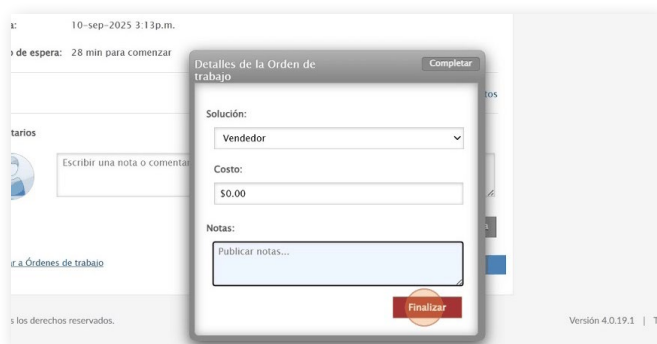 a: 10-sep-2025 3:13p.m.
o de espera: 28 min para comenzar
Detalles de la Orden de
trabajo
Completar
tos
Solución:
Vendedor
tarios
Escribir una nota o comentar
Costo:
$0.00
Notas:
Publicar notas...
ar a Órdenes de trabajo
Finalizar
s los derechos reservados.
Versión 4.0.19.1 | T